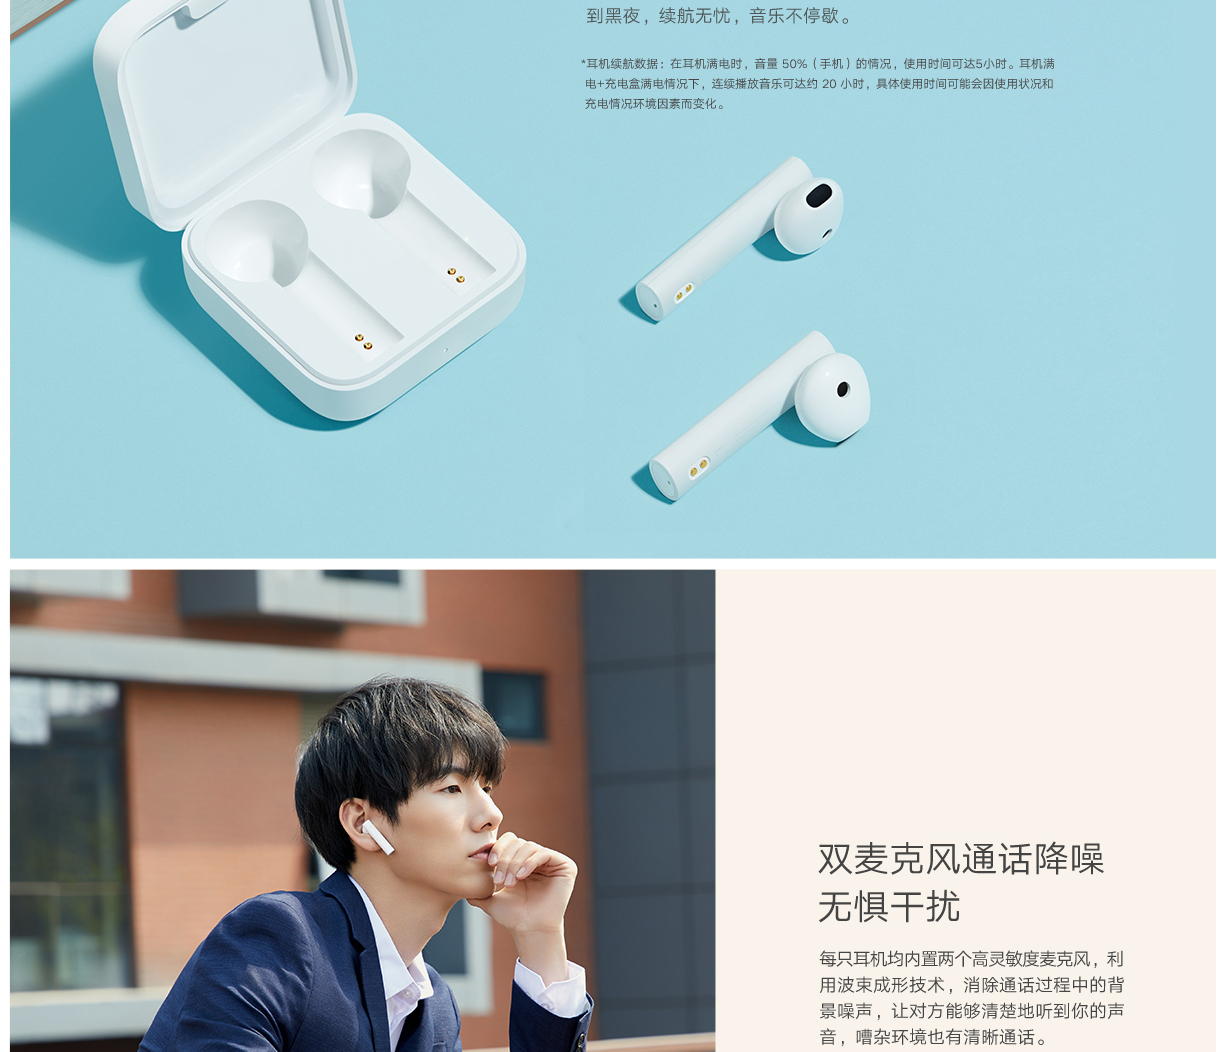 到黑夜，续航无忧，音乐不停歇。
*耳机续航数据：在耳机满电时，音量 50%（手机）的情况，使用时间可达5小时。耳机满
电+充电盒满电情况下，连续播放音乐可达约 20 小时，具体使用时间可能会因使用状况和
充电情况环境因素而变化。
双麦克风通话降噪
无惧干扰
每只耳机均内置两个高灵敏度麦克风，利
用波束成形技术，消除通话过程中的背
景噪声，让对方能够清楚地听到你的声
音，嘈杂环境也有清晰通话。